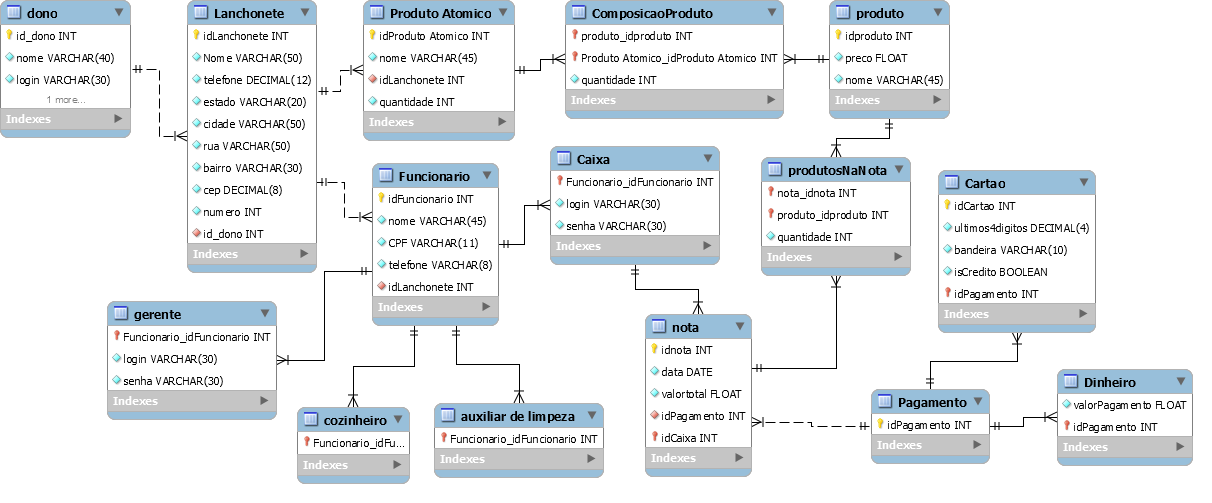 dono
id_dono INT
nome VARCHAR(40)
login VARCHAR(30)
1 more...
Indexes
Lanchonete
idLanchonete INT
Nome VARCHAR(50)
telefone DECIMAL(12)
estado VARCHAR(20)
cidade VARCHAR(50)
rua VARCHAR(50)
bairro VARCHAR(30)
cep DECIMAL(8)
numero INT
id_dono INT
Indexes
Produto Atomico
idProduto Atomico INT
nome VARCHAR(45)
idLanchonete INT
quantidade INT
Indexes
ComposicaoProduto
produto_idproduto INT
Produto Atomico_idProduto Atomico INT
quantidade INT
Indexes
produto
idproduto INT
preco FLOAT
nome VARCHAR(45)
Indexes
Funcionario
idFuncionario INT
nome VARCHAR(45)
CPF VARCHAR(11)
telefone VARCHAR(8)
idLanchonete INT
Indexes
Caixa
Funcionario_idFuncionario INT
login VARCHAR(30)
senha VARCHAR(30)
Indexes
produtosNaNota
nota_idnota INT
produto_idproduto INT
quantidade INT
Indexes
Cartao
idCartao INT
ultimos4digitos DECIMAL(4)
bandeira VARCHAR(10)
isCredito BOOLEAN
idPagamento INT
Indexes
gerente
Funcionario_idFuncionario INT
login VARCHAR(30)
senha VARCHAR(30)
Indexes
cozinheiro
Funcionario_idFu...
Indexes
auxiliar de limpeza
Funcionario_idFuncionario INT
Indexes
nota
idnota INT
data DATE
valortotal FLOAT
idPagamento INT
idCaixa INT
Indexes
Pagamento
idPagamento INT
Indexes
Dinheiro
valorPagamento FLOAT
idPagamento INT
Indexes